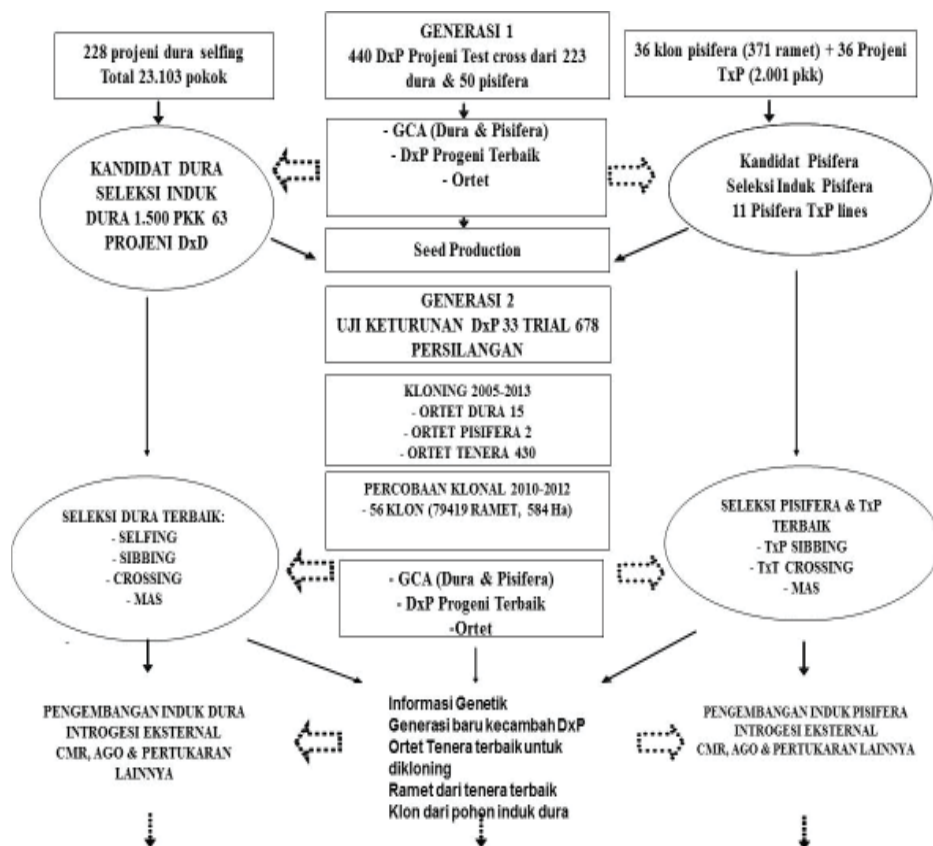 228 projeni dura selfing
Total 23.103 pokok
GENERASI 1
440 DxP Projeni Test cross dari 223
dura & 50 pisifera
36 klon pisifera (371 ramet) + 36 Projeni
TxP (2.001 pkk)
KANDIDAT DURA
SELEKSI INDUK
DURA 1.500 PKK 63
PROJENI DxD
- GCA (Dura & Pisifera)
- DxP Progeni Terbaik
- Ortet
Kandidat Pisifera
Seleksi Induk Pisifera
11 Pisifera TxP lines
Seed Production
GENERASI 2
UJI KETURUNAN DxP 33 TRIAL 678
PERSILANGAN
KLONING 2005-2013
- ORTET DURA 15
- ORTET PISIFERA 2
- ORTET TENERA 430
PERCOBAAN KLONAL 2010-2012
- 56 KLON (79419 RAMET, 584 Ha)
SELEKSI DURA TERBAIK:
- SELFING
- SIBBING
- CROSSING
- MAS
- GCA (Dura & Pisifera)
- DxP Progeni Terbaik
-Ortet
SELEKSI PISIFERA & TxP
TERBAIK
- TxP SIBBING
- TxT CROSSING
- MAS
PENGEMBANGAN INDUK DURA
INTROGESI EKSTERNAL
CMR, AGO & PERTUKARAN
LAINNYA
Informasi Genetik
Generasi baru kecambah DxP
Ortet Tenera terbaik untuk
dikloning
Ramet dari tenera terbaik
Klon dari pohon induk dura
PENGEMBANGAN INDUK PISIFERA
INTROGESI EKSTERNAL
CMR, AGO & PERTUKARAN
LAINNYA